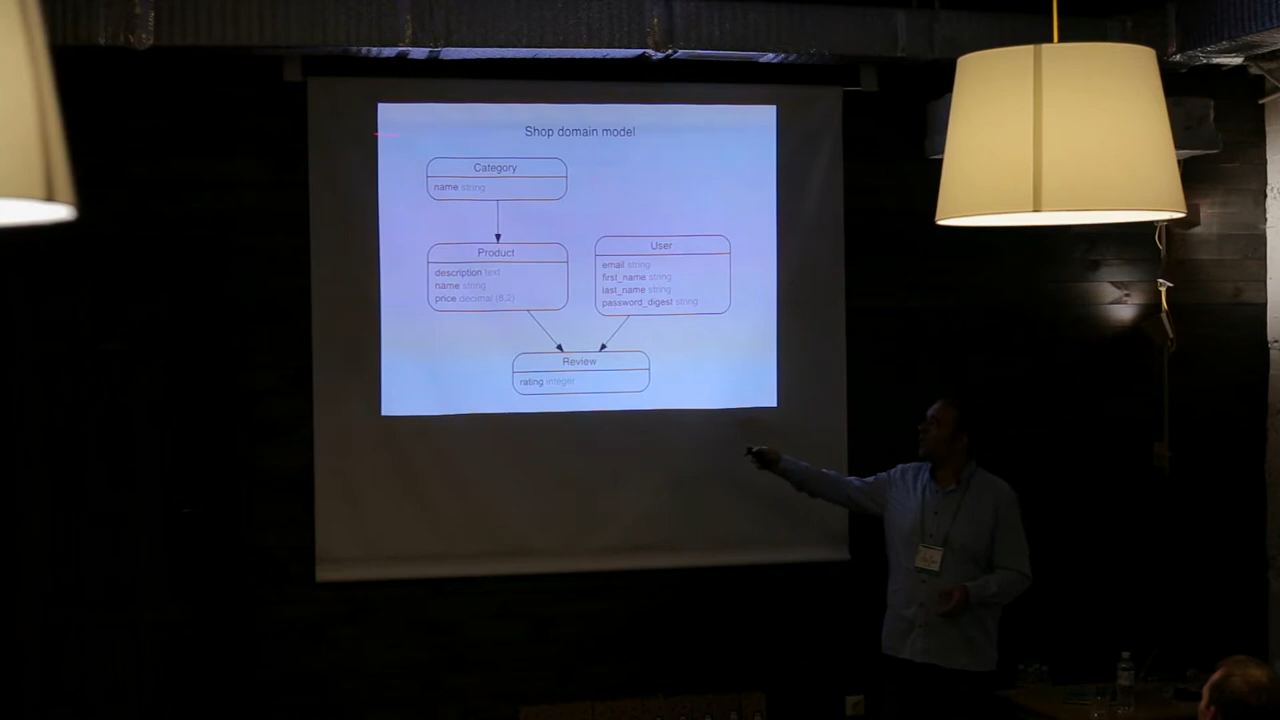 Shop domain model
Category
name string
Product
description text
name string
price decimal (8,2)
User
email string
first_name string
last_name string
password_digest string
Review
rating integer